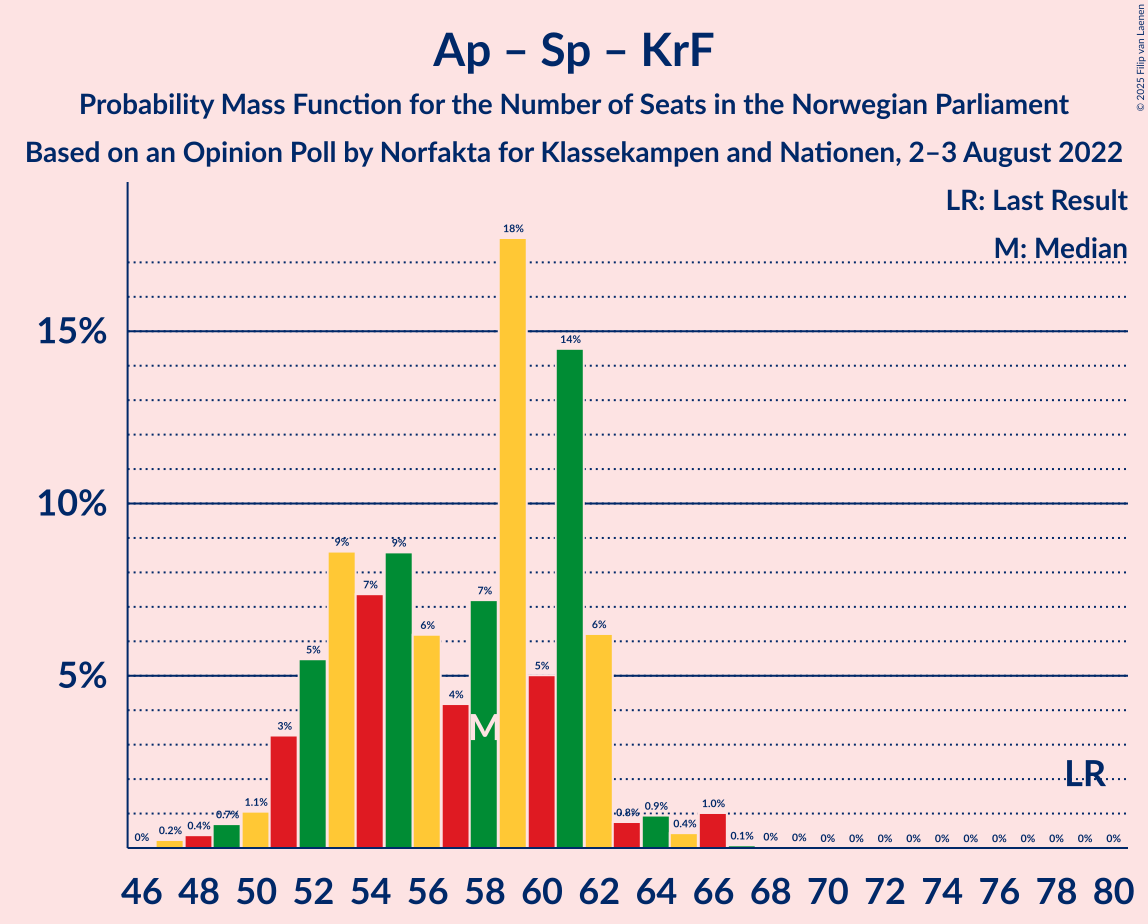 Ap – Sp – KrF
Probability Mass Function for the Number of Seats in the Norwegian Parliament
Based on an Opinion Poll by Norfakta for Klassekampen and Nationen, 2–3 August 2022
© 2025 Filip van Laenen
LR: Last Result
M: Median
15%
10%
5%
0% 0.2% 0.4% 0.7% 1.1% 3% 5% 9% 7% 9% 6% 4% 7% 18% 5% 14% 6% 0.8% 0.9% 0.4% 1.0% 0.1% 0% 0% 0% 0% 0% 0% 0% 0% 0% 0% 0% 0% 0%
M
LR
46 48 50 52 54 56 58 60 62 64 66 68 70 72 74 76 78 80